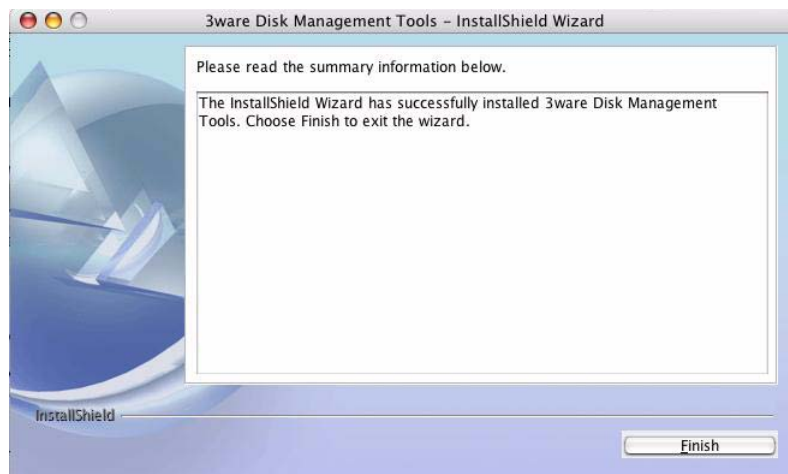 3ware Disk Management Tools – InstallShield Wizard
Please read the summary information below.
The InstallShield Wizard has successfully installed 3ware Disk Management
Tools. Choose Finish to exit the wizard.
InstallShield
Finish